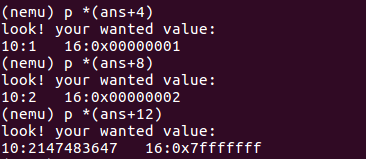 (nemu) p *(ans+4)
look! your wanted value:
10:1   16:0x00000001
(nemu) p *(ans+8)
look! your wanted value:
10:2   16:0x00000002
(nemu) p *(ans+12)
look! your wanted value:
10:2147483647   16:0x7fffffff